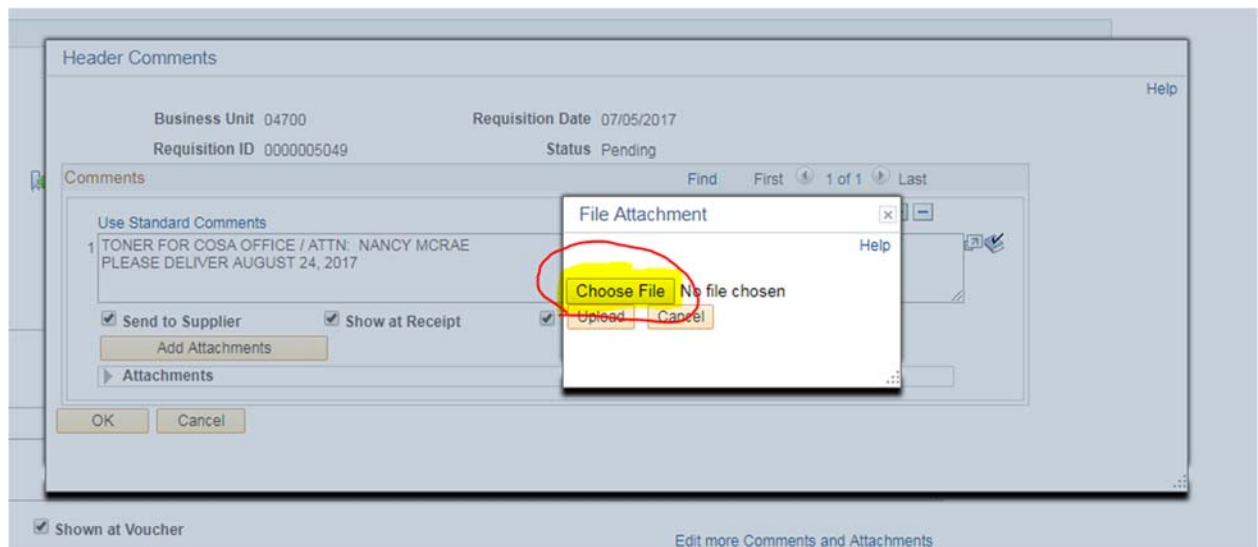 Header Comments
Help
Business Unit 04700 Requisition Date 07/05/2017
Requisition ID 0000005049 Status Pending
Comments Find First 1 of 1 Last
Use Standard Comments
1 TONER FOR COSA OFFICE / ATTN: NANCY MCRAE
PLEASE DELIVER AUGUST 24, 2017
Send to Supplier Show at Receipt
Add Attachments
Attachments
OK Cancel
File Attachment
Help
Choose File No file chosen
Upload Cancel
Shown at Voucher
Edit more Comments and Attachments